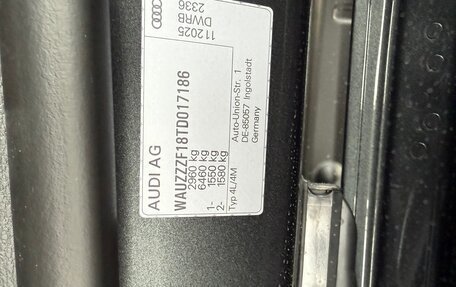 AUDI AG
WAUZZZF18TD017186
2960 kg
6460 kg
1- 1550 kg
2- 1580 kg
Typ 4L/4M
Auto-Union-Str. 1
DE-85057 Ingolstadt
Germany
11 2025
DWRB
2336